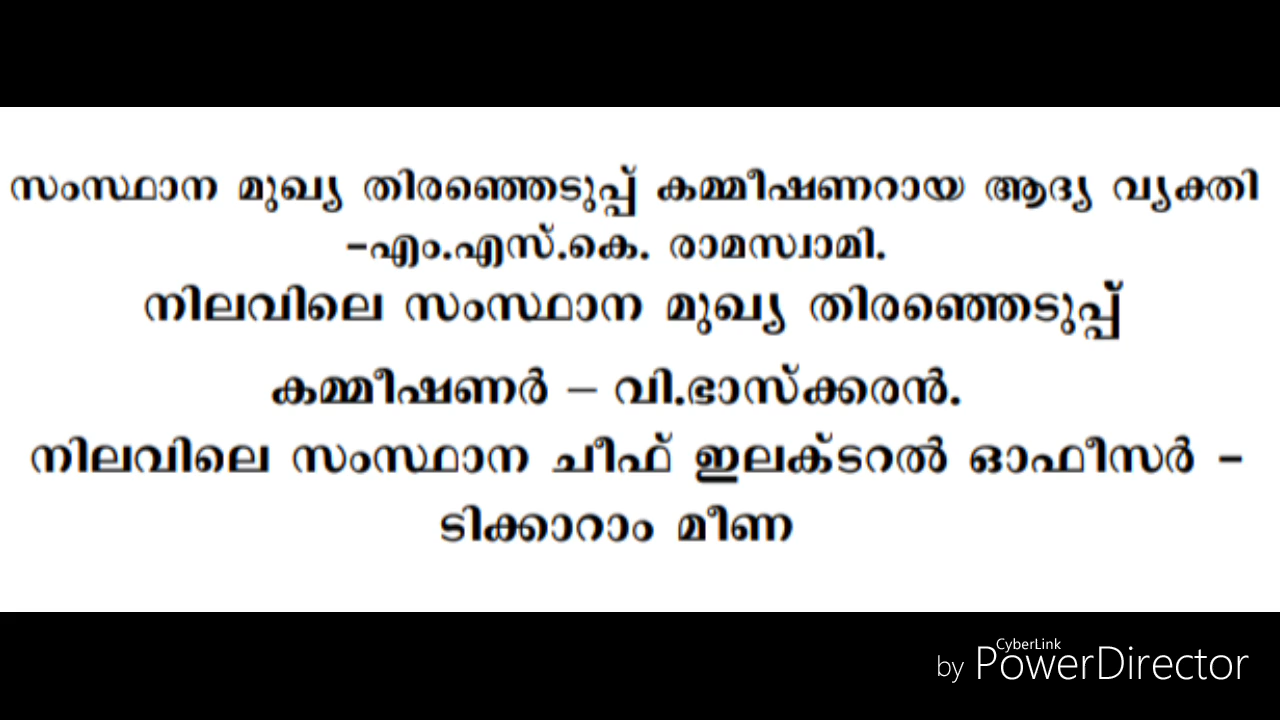 സംസ്ഥാന മുഖ്യ തിരഞ്ഞെടുപ്പ് കമ്മീഷണറായ ആദ്യ വ്യക്തി
-എം.എസ്.കെ. രാമസ്വാമി.
നിലവിലെ സംസ്ഥാന മുഖ്യ തിരഞ്ഞെടുപ്പ്
കമ്മീഷണർ – വി.ഭാസ്ക്കരൻ.
നിലവിലെ സംസ്ഥാന ചീഫ് ഇലക്ടറൽ ഓഫീസർ -
ടിക്കാറാം മീണ
CyberLink
by PowerDirector